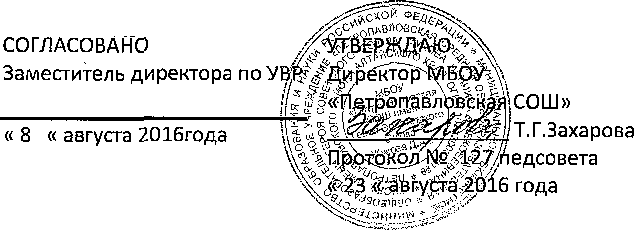 СОГЛАСОВАНО
Заместитель директора по УВР
« 8 « августа 2016года
УТВЕРЖДАЮ
Директор МБОУ
«Петропавловская СОШ»
Т.Г.Захарова
Протокол № 127 педсовета
« 23 « августа 2016 года